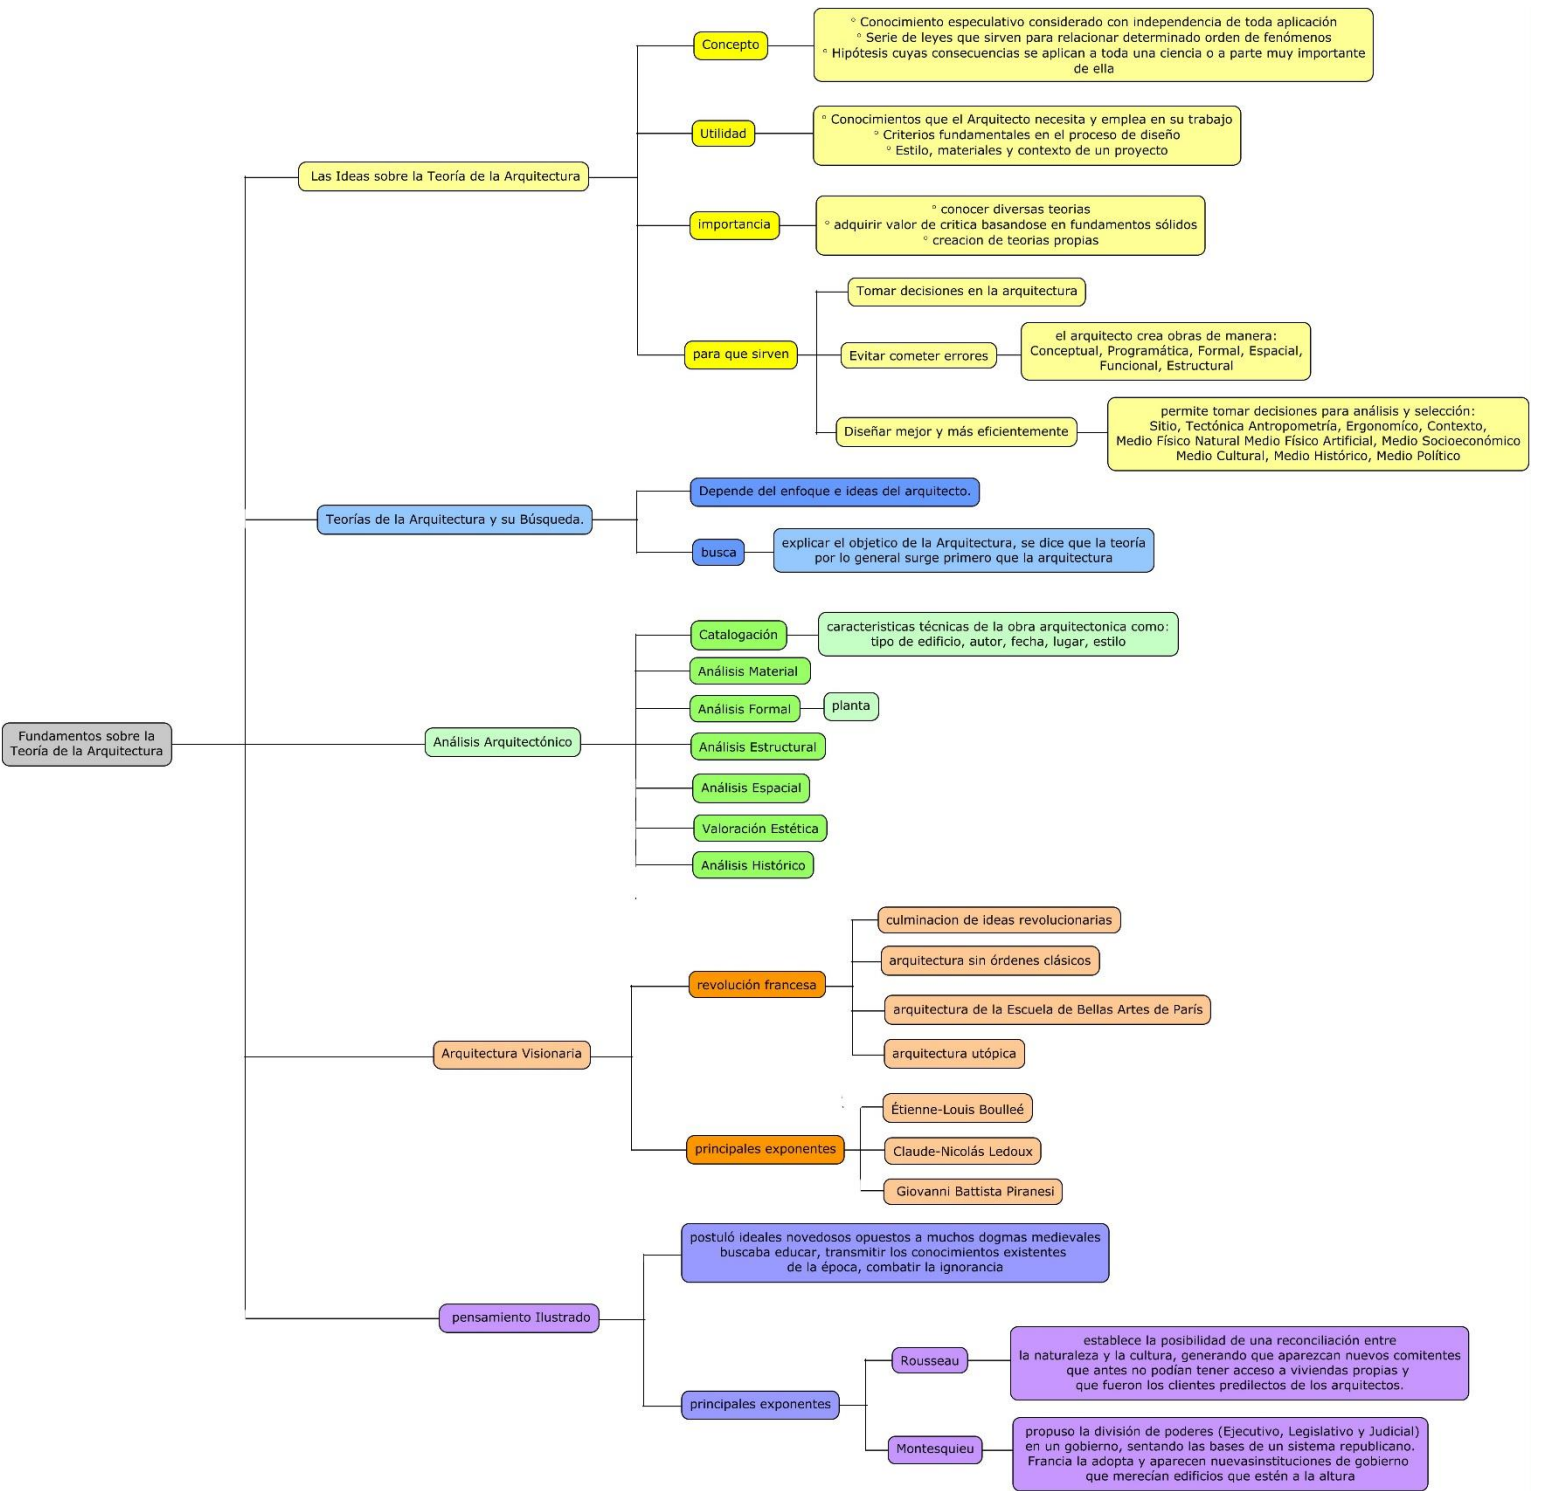 Fundamentos sobre la
Teoría de la Arquitectura
Las Ideas sobre la Teoría de la Arquitectura
Concepto
° Conocimiento especulativo considerado con independencia de toda aplicación
° Serie de leyes que sirven para relacionar determinado orden de fenómenos
° Hipótesis cuyas consecuencias se aplican a toda una ciencia o a parte muy importante
de ella
Utilidad
° Conocimientos que el Arquitecto necesita y emplea en su trabajo
° Criterios fundamentales en el proceso de diseño
° Estilo, materiales y contexto de un proyecto
importancia
° conocer diversas teorias
° adquirir valor de critica basandose en fundamentos sólidos
° creacion de teorias propias
para que sirven
Tomar decisiones en la arquitectura
Evitar cometer errores
el arquitecto crea obras de manera:
Conceptual, Programática, Formal, Espacial,
Funcional, Estructural
Diseñar mejor y más eficientemente
permite tomar decisiones para análisis y selección:
Sitio, Tectónica Antropometría, Ergonomíco, Contexto,
Medio Físico Natural Medio Físico Artificial, Medio Socioeconómico
Medio Cultural, Medio Histórico, Medio Político
Teorías de la Arquitectura y su Búsqueda.
Depende del enfoque e ideas del arquitecto.
busca
explicar el objetico de la Arquitectura, se dice que la teoría
por lo general surge primero que la arquitectura
Análisis Arquitectónico
Catalogación
caracteristicas técnicas de la obra arquitectonica como:
tipo de edificio, autor, fecha, lugar, estilo
Análisis Material
Análisis Formal
planta
Análisis Estructural
Análisis Espacial
Valoración Estética
Análisis Histórico
Arquitectura Visionaria
revolución francesa
culminacion de ideas revolucionarias
arquitectura sin órdenes clásicos
arquitectura de la Escuela de Bellas Artes de París
arquitectura utópica
principales exponentes
Étienne-Louis Boulleé
Claude-Nicolás Ledoux
Giovanni Battista Piranesi
pensamiento Ilustrado
postuló ideales novedosos opuestos a muchos dogmas medievales
buscaba educar, transmitir los conocimientos existentes
de la época, combatir la ignorancia
principales exponentes
Rousseau
establece la posibilidad de una reconciliación entre
la naturaleza y la cultura, generando que aparezcan nuevos comitentes
que antes no podían tener acceso a viviendas propias y
que fueron los clientes predilectos de los arquitectos.
Montesquieu
propuso la división de poderes (Ejecutivo, Legislativo y Judicial)
en un gobierno, sentando las bases de un sistema republicano.
Francia la adopta y aparecen nuevasinstituciones de gobierno
que merecían edificios que estén a la altura